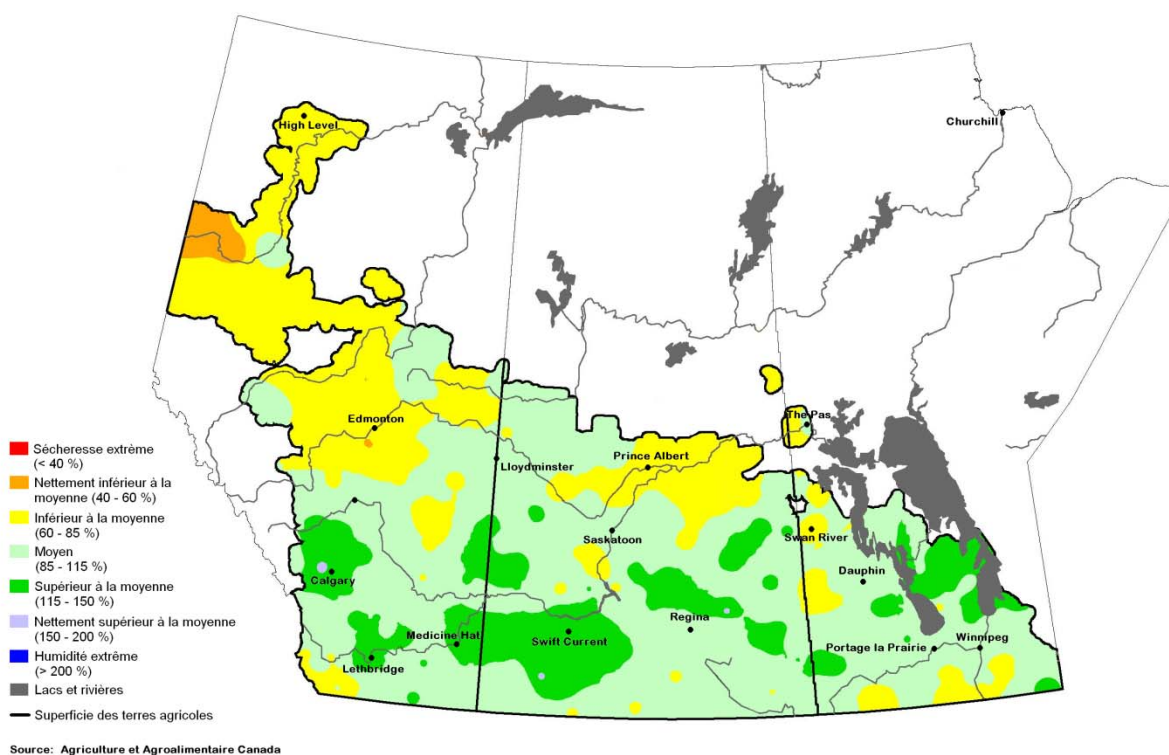 High Level
Churchill
The Pas
Edmonton
Lloydminster
Prince Albert
Saskatoon
Swan River
Calgary
Dauphin
Medicine Hat
Swift Current
Regina
Lethbridge
Portage la Prairie
Winnipeg
Sécheresse extrême
(< 40 %)
Nettement inférieur à la
moyenne (40 - 60 %)
Inférieur à la moyenne
(60 - 85 %)
Moyen
(85 - 115 %)
Supérieur à la moyenne
(115 - 150 %)
Nettement supérieur à la moyenne
(150 - 200 %)
Humidité extrême
(> 200 %)
Lacs et rivières
Superficie des terres agricoles
Source: Agriculture et Agroalimentaire Canada